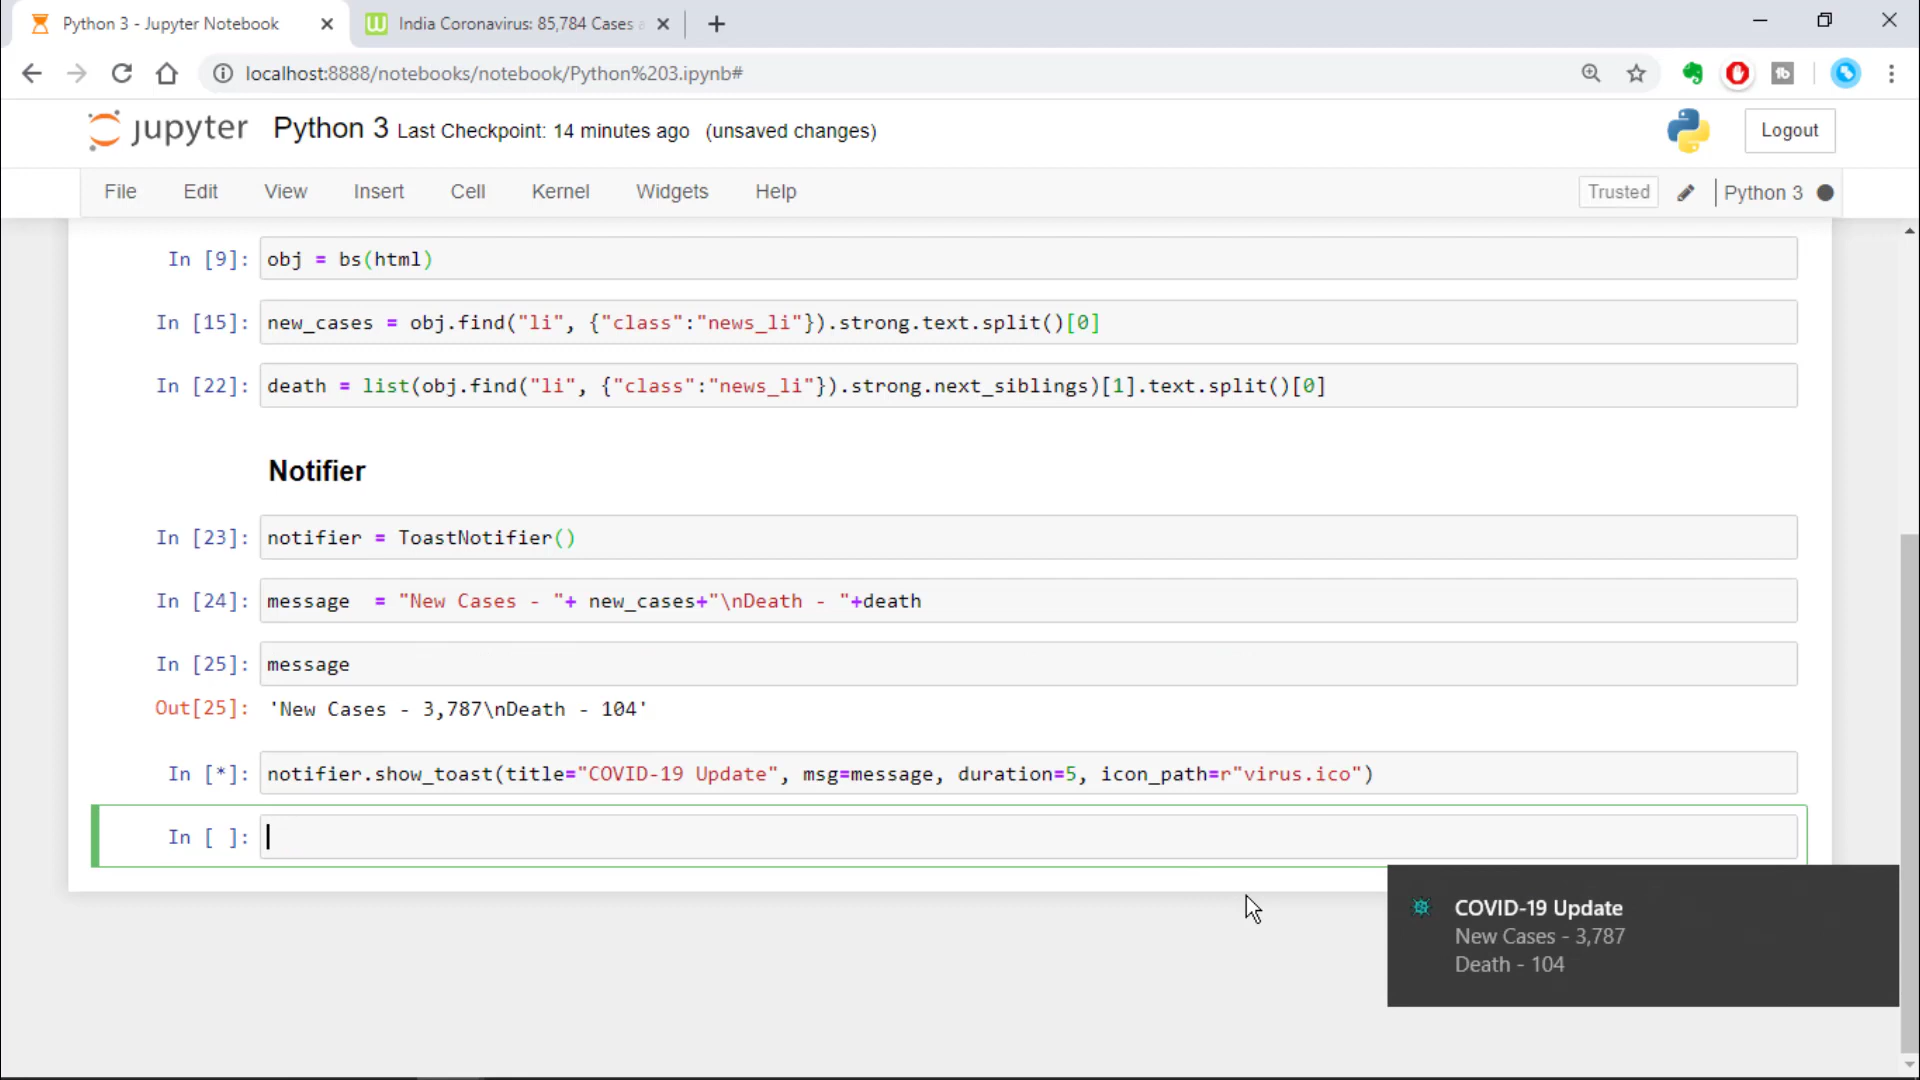 Python 3 - Jupyter Notebook
India Coronavirus: 85,784 Cases
localhost:8888/notebooks/notebook/Python%203.ipynb#
jupyter Python 3 Last Checkpoint: 14 minutes ago (unsaved changes)
Logout
File Edit View Insert Cell Kernel Widgets Help
Trusted
Python 3
In [9]: obj = bs(html)
In [15]: new_cases = obj.find("li", {"class":"news_li"}).strong.text.split()[0]
In [22]: death = list(obj.find("li", {"class":"news_li"}).strong.next_siblings)[1].text.split()[0]
Notifier
In [23]: notifier = ToastNotifier()
In [24]: message  = "New Cases - "+ new_cases+"\nDeath - "+death
In [25]: message
Out[25]: 'New Cases - 3,787\nDeath - 104'
In [*]: notifier.show_toast(title="COVID-19 Update", msg=message, duration=5, icon_path=r"virus.ico")
In [ ]:
COVID-19 Update
New Cases - 3,787
Death - 104